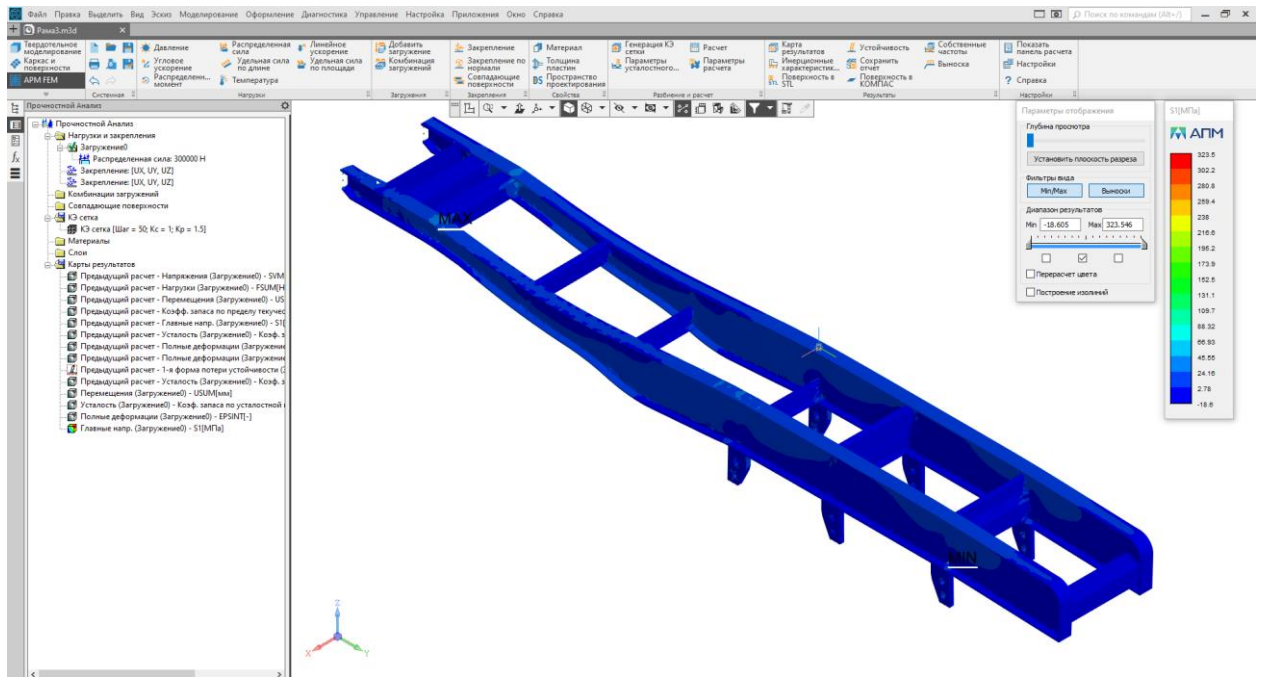 Файл Правка Выделить Вид Эскиз Моделирование Оформление Диагностика Управление Настройка Приложения Окно Справка
Поиск по командам (Alt+/)
Рама3.m3d
Твердотельное моделирование
Каркас и поверхности
APM FEM
Системная
Давление
Угловое ускорение
Распределенн... момент
Распределенная сила
Удельная сила по длине
Температура
Линейное ускорение
Удельная сила по площади
Нагрузки
Добавить загружение
Комбинация загружений
Загружения
Закрепление
Закрепление по нормали
Совпадающие поверхности
Закрепления
Материал
Толщина пластин
Пространство проектирования
Свойства
Генерация КЭ сетки
Параметры усталостного...
Расчет
Параметры расчета
Разбиение и расчет
Карта результатов
Инерционные характеристик...
Поверхность в STL
Устойчивость
Сохранить отчет
Поверхность в КОМПАС
Собственные частоты
Выноска
Результаты
Показать панель расчета
Настройки
Справка
Настройки
Прочностной Анализ
Прочностной Анализ
Нагрузки и закрепления
Загружение0
Распределенная сила: 300000 Н
Закрепление: [UX, UY, UZ]
Закрепление: [UX, UY, UZ]
Комбинации загружений
Совпадающие поверхности
КЭ сетка
КЭ сетка [Шаг = 50; Kc = 1; Kp = 1.5]
Материалы
Слои
Карты результатов
Предыдущий расчет - Напряжения (Загружение0) - SVM
Предыдущий расчет - Нагрузки (Загружение0) - FSUM[Н
Предыдущий расчет - Перемещения (Загружение0) - US
Предыдущий расчет - Коэфф. запаса по пределу текучес
Предыдущий расчет - Главные напр. (Загружение0) - S1[
Предыдущий расчет - Усталость (Загружение0) - Коэф. з
Предыдущий расчет - Полные деформации (Загружение
Предыдущий расчет - Полные деформации (Загружение
Предыдущий расчет - 1-я форма потери устойчивости (З
Предыдущий расчет - Усталость (Загружение0) - Коэф. з
Перемещения (Загружение0) - USUM[мм]
Усталость (Загружение0) - Коэф. запаса по усталостной
Полные деформации (Загружение0) - EPSINT[-]
Главные напр. (Загружение0) - S1[МПа]
MAX
MIN
Z
X
Y
Параметры отображения
Глубина просмотра
Установить плоскость разреза
Фильтры вида
Min/Max Выноски
Диапазон результатов
Min -18.605 Max 323.546
Перерасчет цвета
Построение изолиний
S1[МПа]
АПМ
323.5
302.2
280.8
259.4
238
216.6
195.2
173.9
152.5
131.1
109.7
88.32
66.93
45.55
24.16
2.78
-18.6